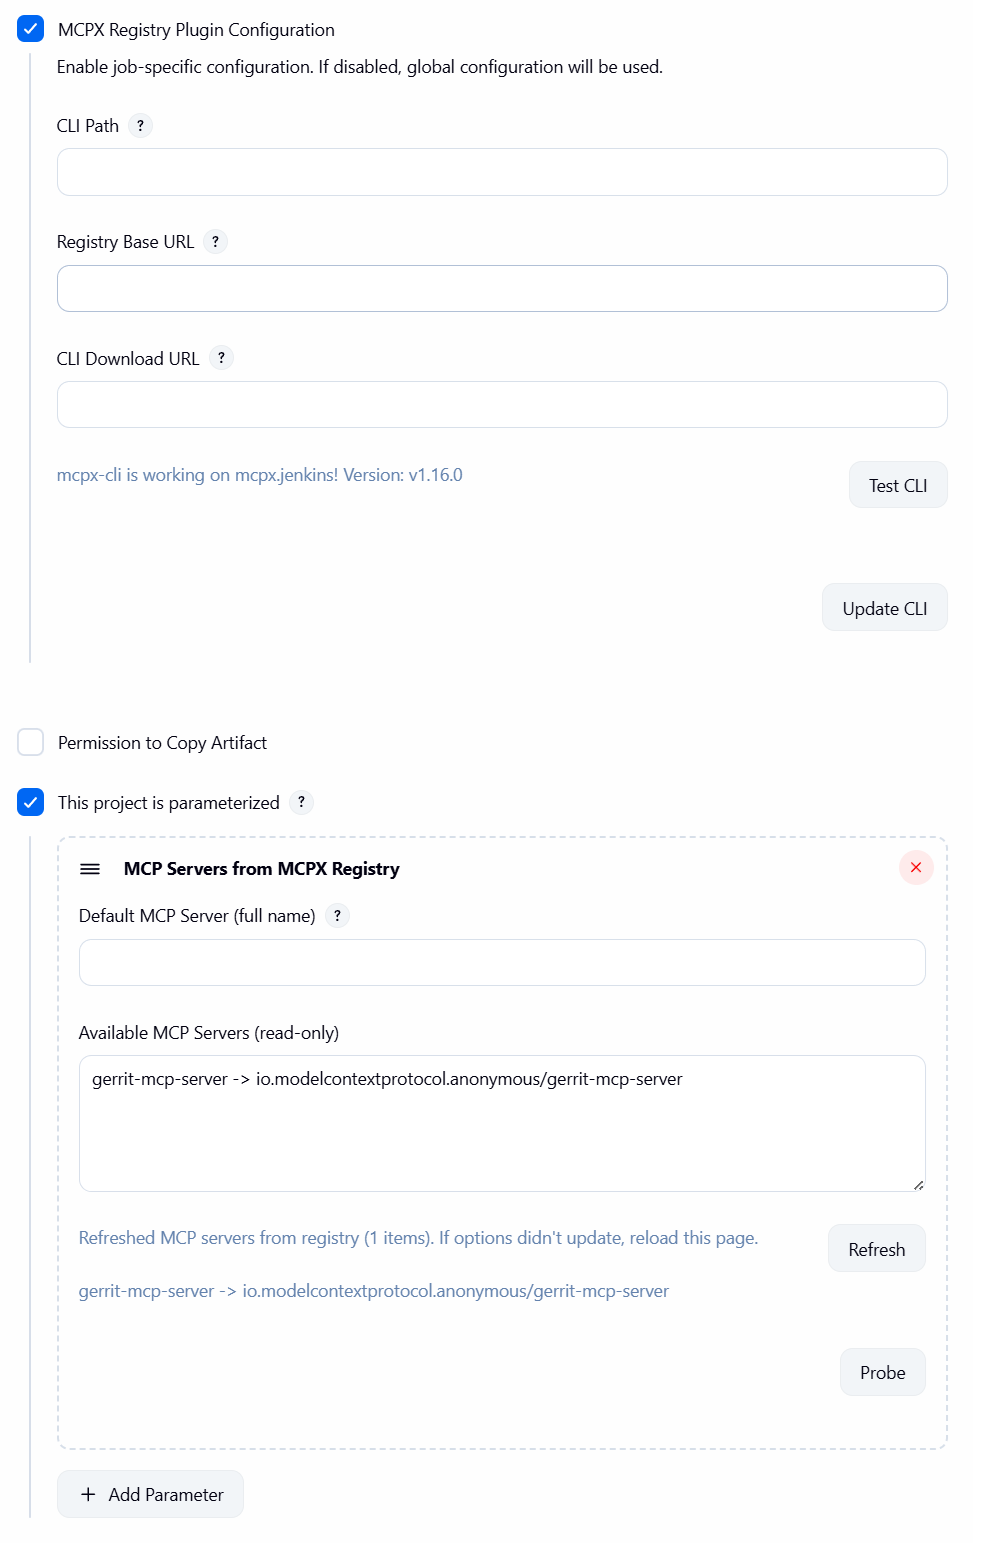 MCPX Registry Plugin Configuration
Enable job-specific configuration. If disabled, global configuration will be used.
CLI Path ?
Registry Base URL ?
CLI Download URL ?
mcpx-cli is working on mcpx.jenkins! Version: v1.16.0
Test CLI
Update CLI
Permission to Copy Artifact
This project is parameterized ?
MCP Servers from MCPX Registry
Default MCP Server (full name) ?
Available MCP Servers (read-only)
gerrit-mcp-server -> io.modelcontextprotocol.anonymous/gerrit-mcp-server
Refreshed MCP servers from registry (1 items). If options didn't update, reload this page.
Refresh
gerrit-mcp-server -> io.modelcontextprotocol.anonymous/gerrit-mcp-server
Probe
+ Add Parameter